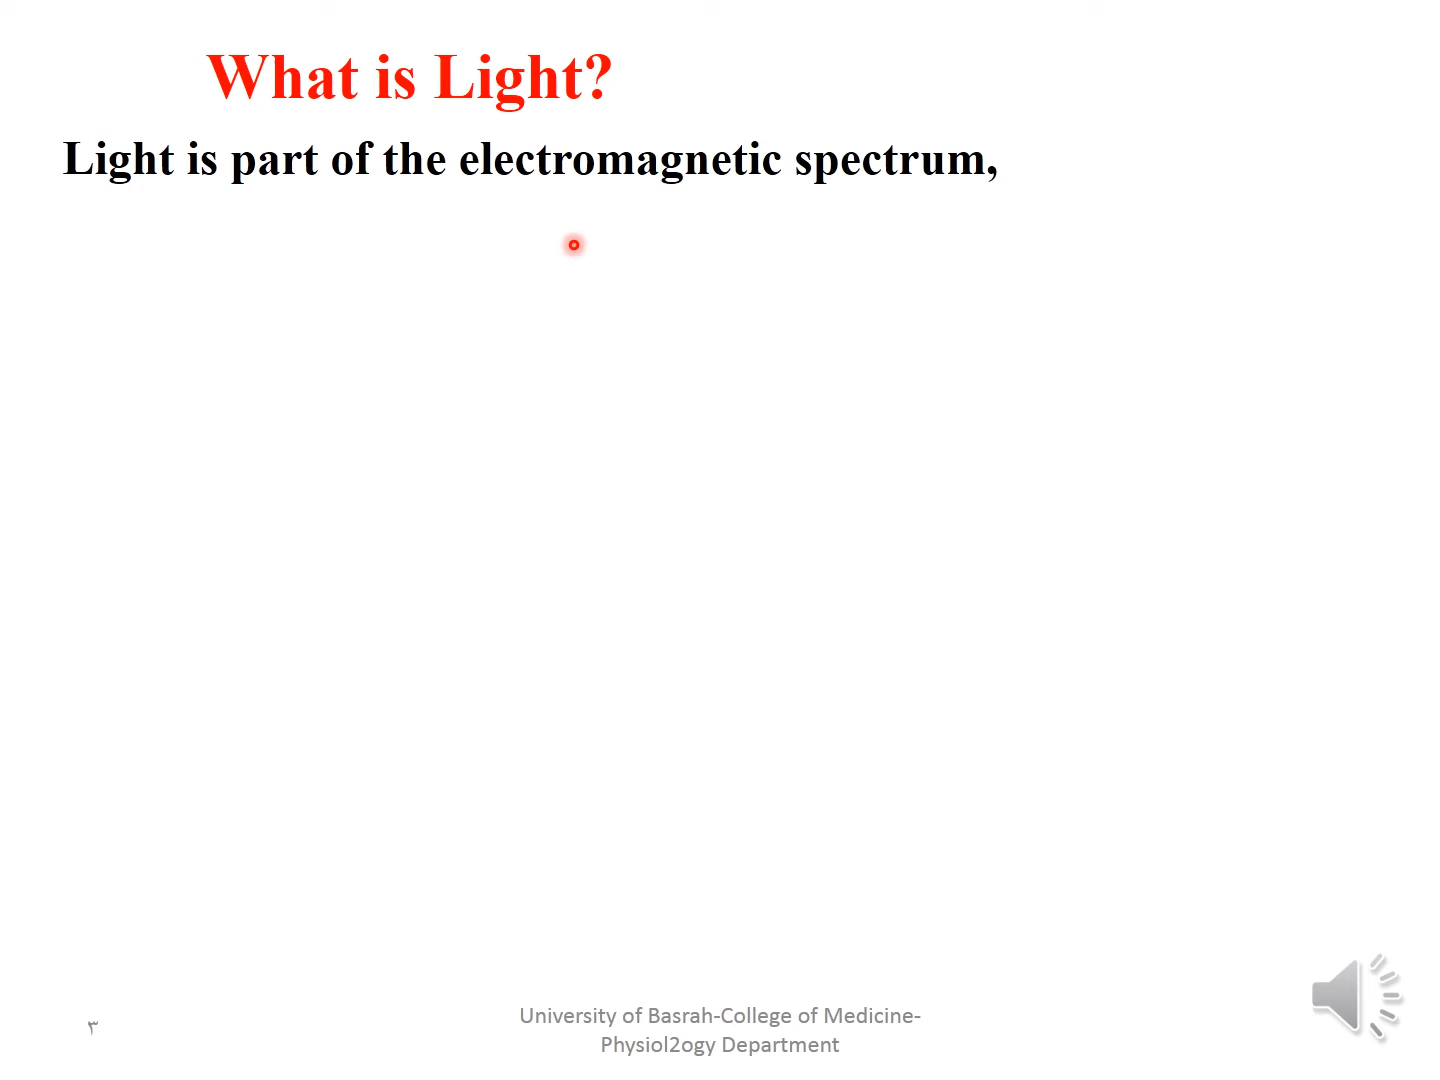 What is Light?
Light is part of the electromagnetic spectrum,
University of Basrah-College of Medicine-
Physiol2ogy Department
٣